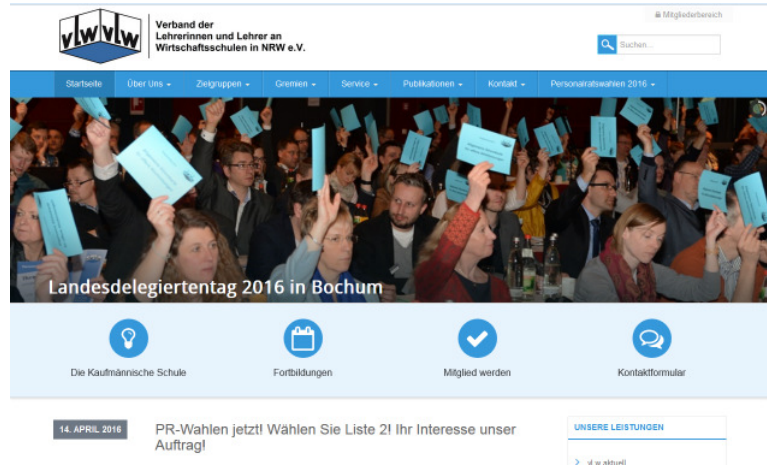 vlw vlw
Verband der
Lehrerinnen und Lehrer an
Wirtschaftsschulen in NRW e.V.
Mitgliederbereich
Suchen...
Startseite Über Uns Zielgruppen Gremien Service Publikationen Kontakt Personalratswahlen 2016
Landesdelegiertentag 2016 in Bochum
Die Kaufmännische Schule Fortbildungen Mitglied werden Kontaktformular
14. APRIL 2016
PR-Wahlen jetzt! Wählen Sie Liste 2! Ihr Interesse unser
Auftrag!
UNSERE LEISTUNGEN
aktuell